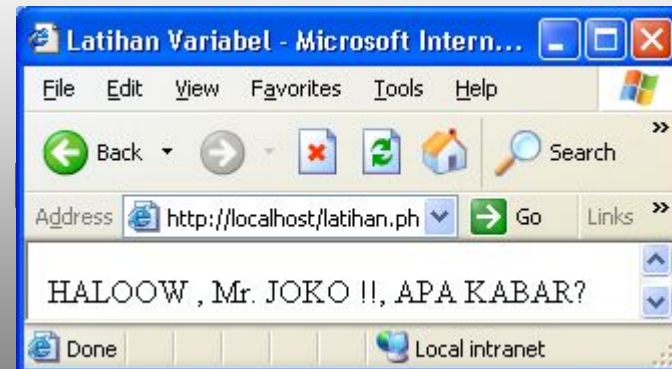 Latihan Variabel - Microsoft Intern...
File Edit View Favorites Tools Help
Back Search
Address http://localhost/latihan.ph Go Links
HALOOW , Mr. JOKO !!, APA KABAR?
Done Local intranet